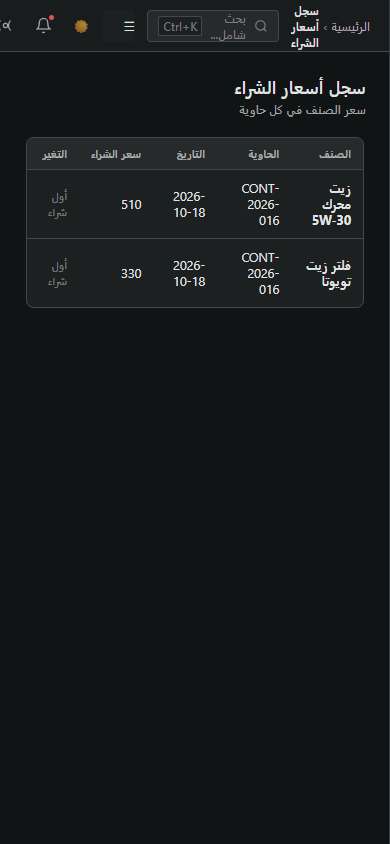 الرئيسية › سجل أسعار الشراء
بحث شامل... Ctrl+K
سجل أسعار الشراء
سعر الصنف في كل حاوية
الصنف الحاوية التاريخ سعر الشراء التغير
زيت محرك 5W-30 CONT-2026-016 2026-10-18 510 أول شراء
فلتر زيت تويوتا CONT-2026-016 2026-10-18 330 أول شراء